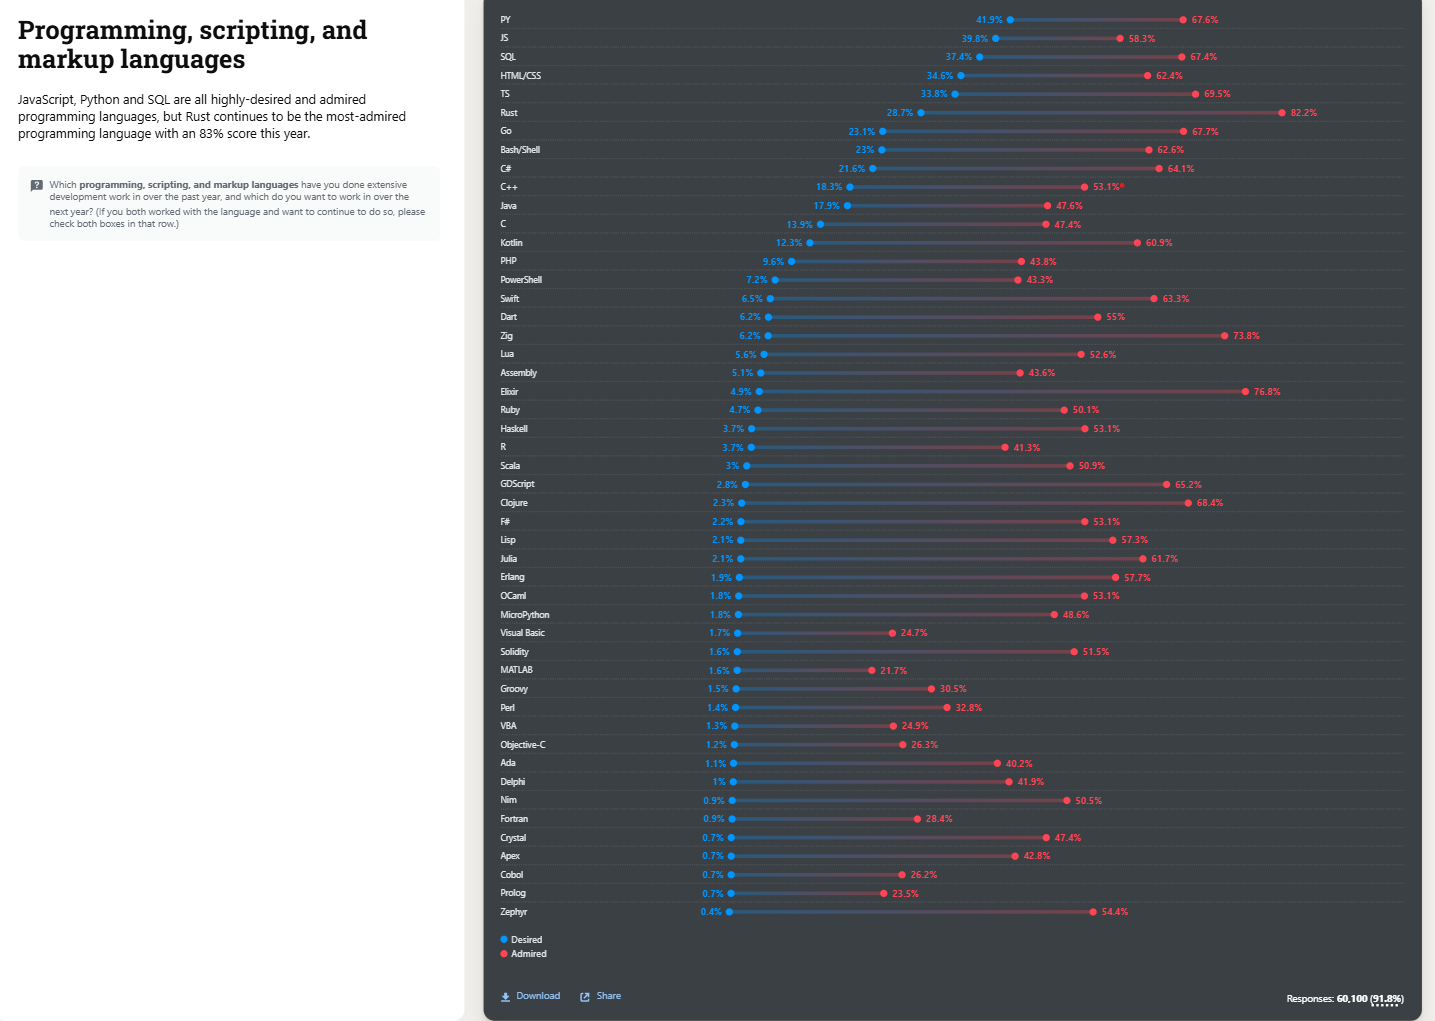 Programming, scripting, and
markup languages
JavaScript, Python and SQL are all highly-desired and admired
programming languages, but Rust continues to be the most-admired
programming language with an 83% score this year.
Which programming, scripting, and markup languages have you done extensive
development work in over the past year, and which do you want to work in over the
next year? (If you both worked with the language and want to continue to do so, please
check both boxes in that row.)
PY 41.9% 67.6%
JS 39.8% 58.3%
SQL 37.4% 67.4%
HTML/CSS 34.6% 62.4%
TS 33.8% 69.5%
Rust 28.7% 82.2%
Go 23.1% 67.7%
Bash/Shell 23% 62.6%
C# 21.6% 64.1%
C++ 18.3% 53.1%*
Java 17.9% 47.6%
C 13.9% 47.4%
Kotlin 12.3% 60.9%
PHP 9.6% 43.8%
PowerShell 7.2% 43.3%
Swift 6.5% 63.3%
Dart 6.2% 55%
Zig 6.2% 73.8%
Lua 5.6% 52.6%
Assembly 5.1% 43.6%
Elixir 4.9% 76.8%
Ruby 4.7% 50.1%
Haskell 3.7% 53.1%
R 3.7% 41.3%
Scala 3% 50.9%
GDScript 2.8% 65.2%
Clojure 2.3% 68.4%
F# 2.2% 53.1%
Lisp 2.1% 57.3%
Julia 2.1% 61.7%
Erlang 1.9% 57.7%
OCaml 1.8% 53.1%
MicroPython 1.8% 48.6%
Visual Basic 1.7% 24.7%
Solidity 1.6% 51.5%
MATLAB 1.6% 21.7%
Groovy 1.5% 30.5%
Perl 1.4% 32.8%
VBA 1.3% 24.9%
Objective-C 1.2% 26.3%
Ada 1.1% 40.2%
Delphi 1% 41.9%
Nim 0.9% 50.5%
Fortran 0.9% 28.4%
Crystal 0.7% 47.4%
Apex 0.7% 42.8%
Cobol 0.7% 26.2%
Prolog 0.7% 23.5%
Zephyr 0.4% 54.4%
Desired
Admired
Download Share
Responses: 60,100 (91.8%)